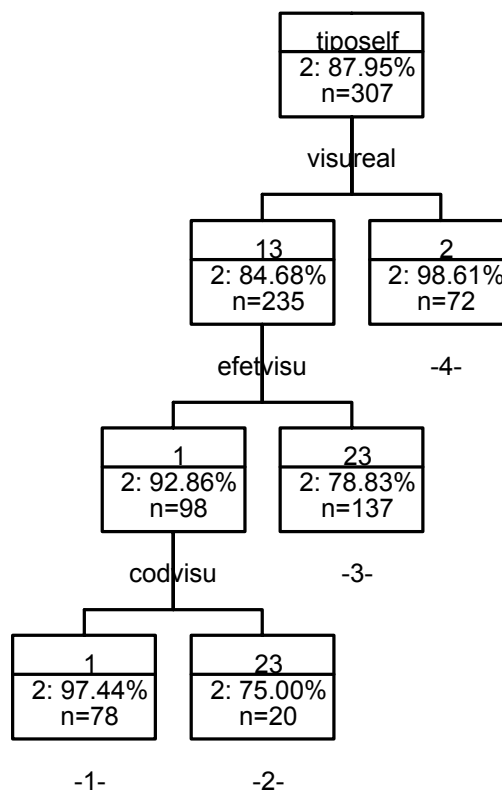 tipoself
2: 87.95%
n=307
visureal
13
2: 84.68%
n=235
2
2: 98.61%
n=72
efetvisu
-4-
1
2: 92.86%
n=98
23
2: 78.83%
n=137
codvisu
-3-
1
2: 97.44%
n=78
23
2: 75.00%
n=20
-1-
-2-